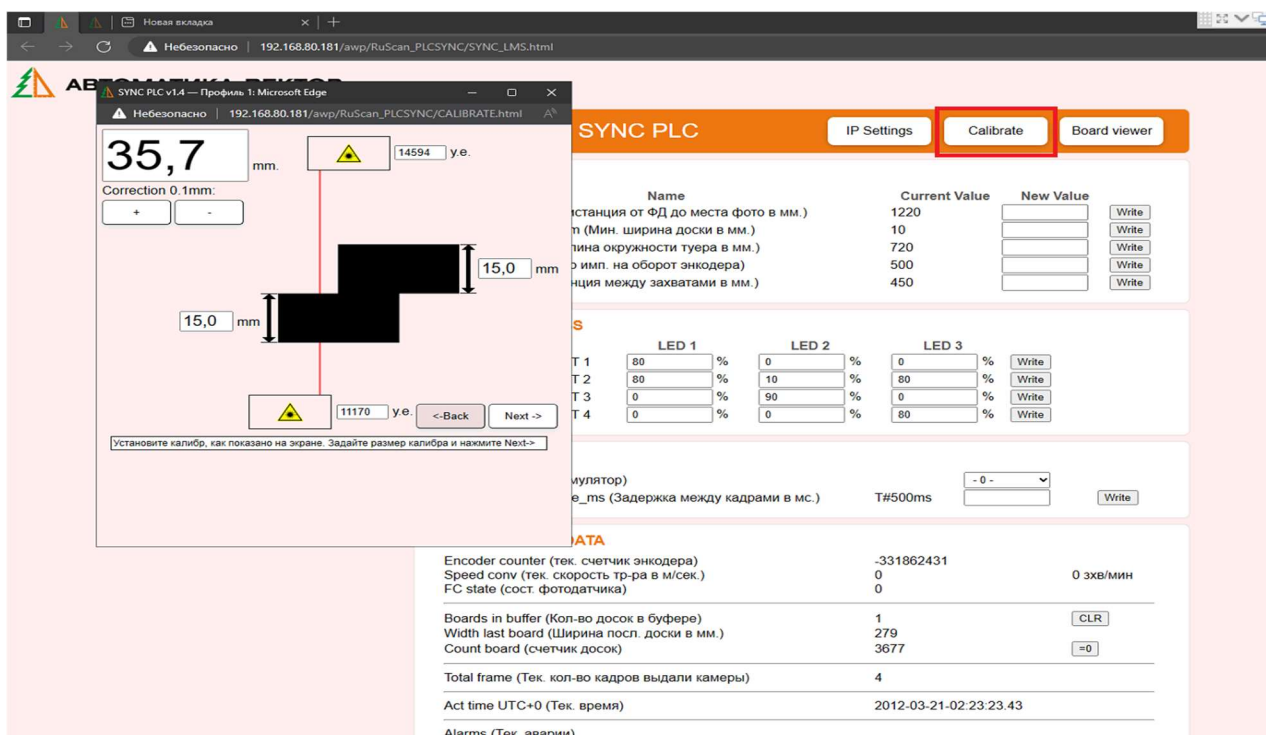 Новая вкладка
Небезопасно | 192.168.80.181/awp/RuScan_PLCSYNC/SYNC_LMS.html
АВТОМАТИКА-ВЕКТОР
SYNC PLC v1.4 — Профиль 1: Microsoft Edge
Небезопасно | 192.168.80.181/awp/RuScan_PLCSYNC/CALIBRATE.html
35,7 mm.
14594 y.e.
Correction 0.1mm:
+ -
15,0 mm
15,0 mm
11170 y.e.
<-Back Next ->
Установите калибр, как показано на экране. Задайте размер калибра и нажмите Next->
SYNC PLC IP Settings Calibrate Board viewer
Name Current Value New Value
истанция от ФД до места фото в мм.) 1220 Write
m (Мин. ширина доски в мм.) 10 Write
лина окружности туера в мм.) 720 Write
о имп. на оборот энкодера) 500 Write
нция между захватами в мм.) 450 Write
S
LED 1 LED 2 LED 3
T 1 80 % 0 % 0 % Write
T 2 80 % 10 % 80 % Write
T 3 0 % 90 % 0 % Write
T 4 0 % 0 % 80 % Write
мулятор) - 0 -
e_ms (Задержка между кадрами в мс.) T#500ms Write
DATA
Encoder counter (тек. счетчик энкодера) -331862431
Speed conv (тек. скорость тр-ра в м/сек.) 0 0 зхв/мин
FC state (сост. фотодатчика) 0
Boards in buffer (Кол-во досок в буфере) 1 CLR
Width last board (Ширина посл. доски в мм.) 279
Count board (счетчик досок) 3677 =0
Total frame (Тек. кол-во кадров выдали камеры) 4
Act time UTC+0 (Тек. время) 2012-03-21-02:23:23.43
Alarms (Тек. аварии)